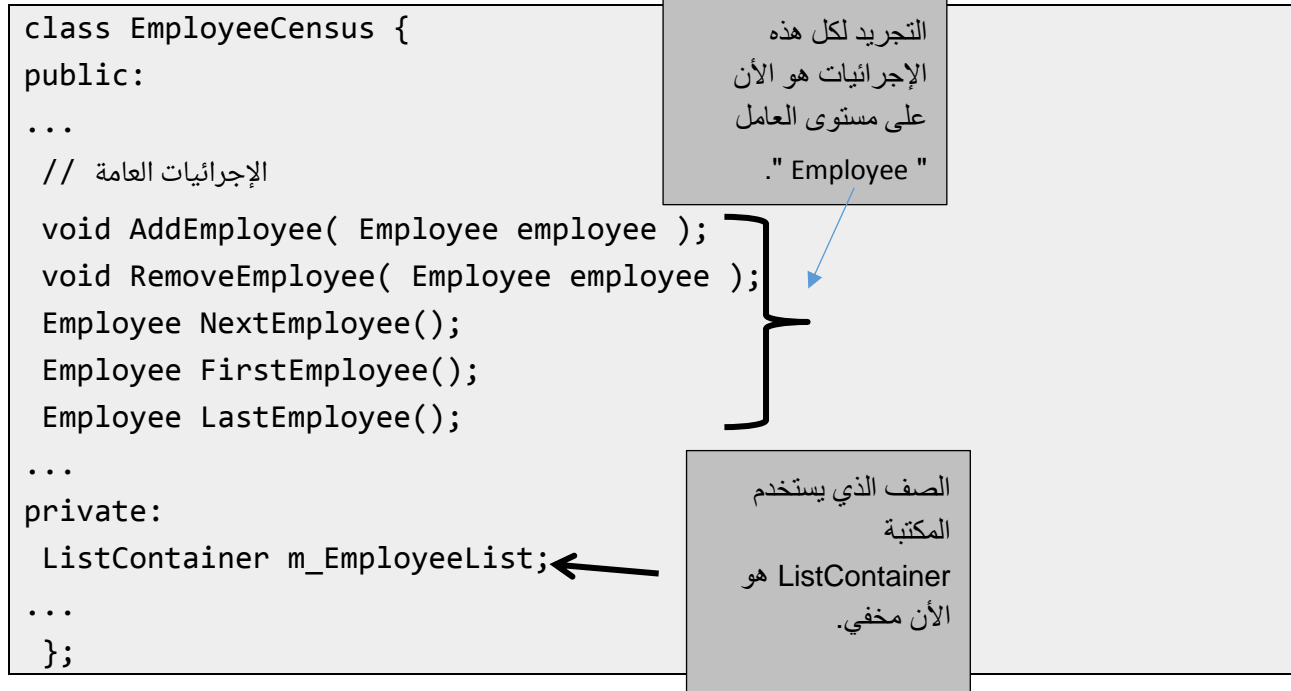 class EmployeeCensus {
public:
...
// الإجرائيات العامة
void AddEmployee( Employee employee );
void RemoveEmployee( Employee employee );
Employee NextEmployee();
Employee FirstEmployee();
Employee LastEmployee();
...
private:
ListContainer m_EmployeeList;
...
};
التجريد لكل هذه
الإجرائيات هو الأن
على مستوى العامل
" Employee ".
الصف الذي يستخدم
المكتبة
ListContainer هو
الأن مخفي.